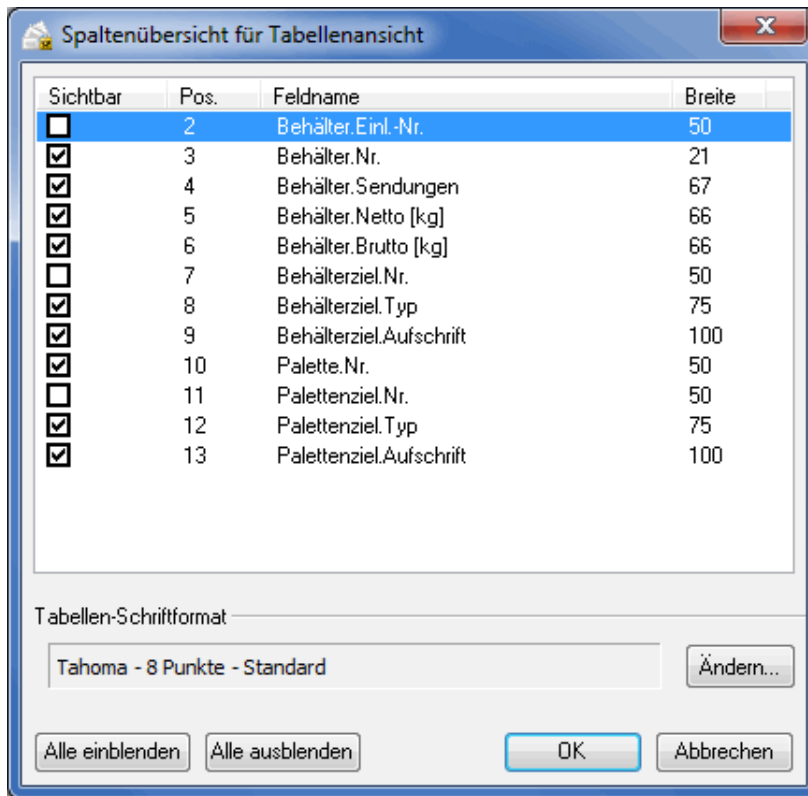 Spaltenübersicht für Tabellenansicht
Sichtbar Pos. Feldname Breite
2 Behälter.Einl.-Nr. 50
3 Behälter.Nr. 21
4 Behälter.Sendungen 67
5 Behälter.Netto [kg] 66
6 Behälter.Brutto [kg] 66
7 Behälterziel.Nr. 50
8 Behälterziel.Typ 75
9 Behälterziel.Aufschrift 100
10 Palette.Nr. 50
11 Palettenziel.Nr. 50
12 Palettenziel.Typ 75
13 Palettenziel.Aufschrift 100
Tabellen-Schriftformat
Tahoma - 8 Punkte - Standard Ändern...
Alle einblenden Alle ausblenden OK Abbrechen